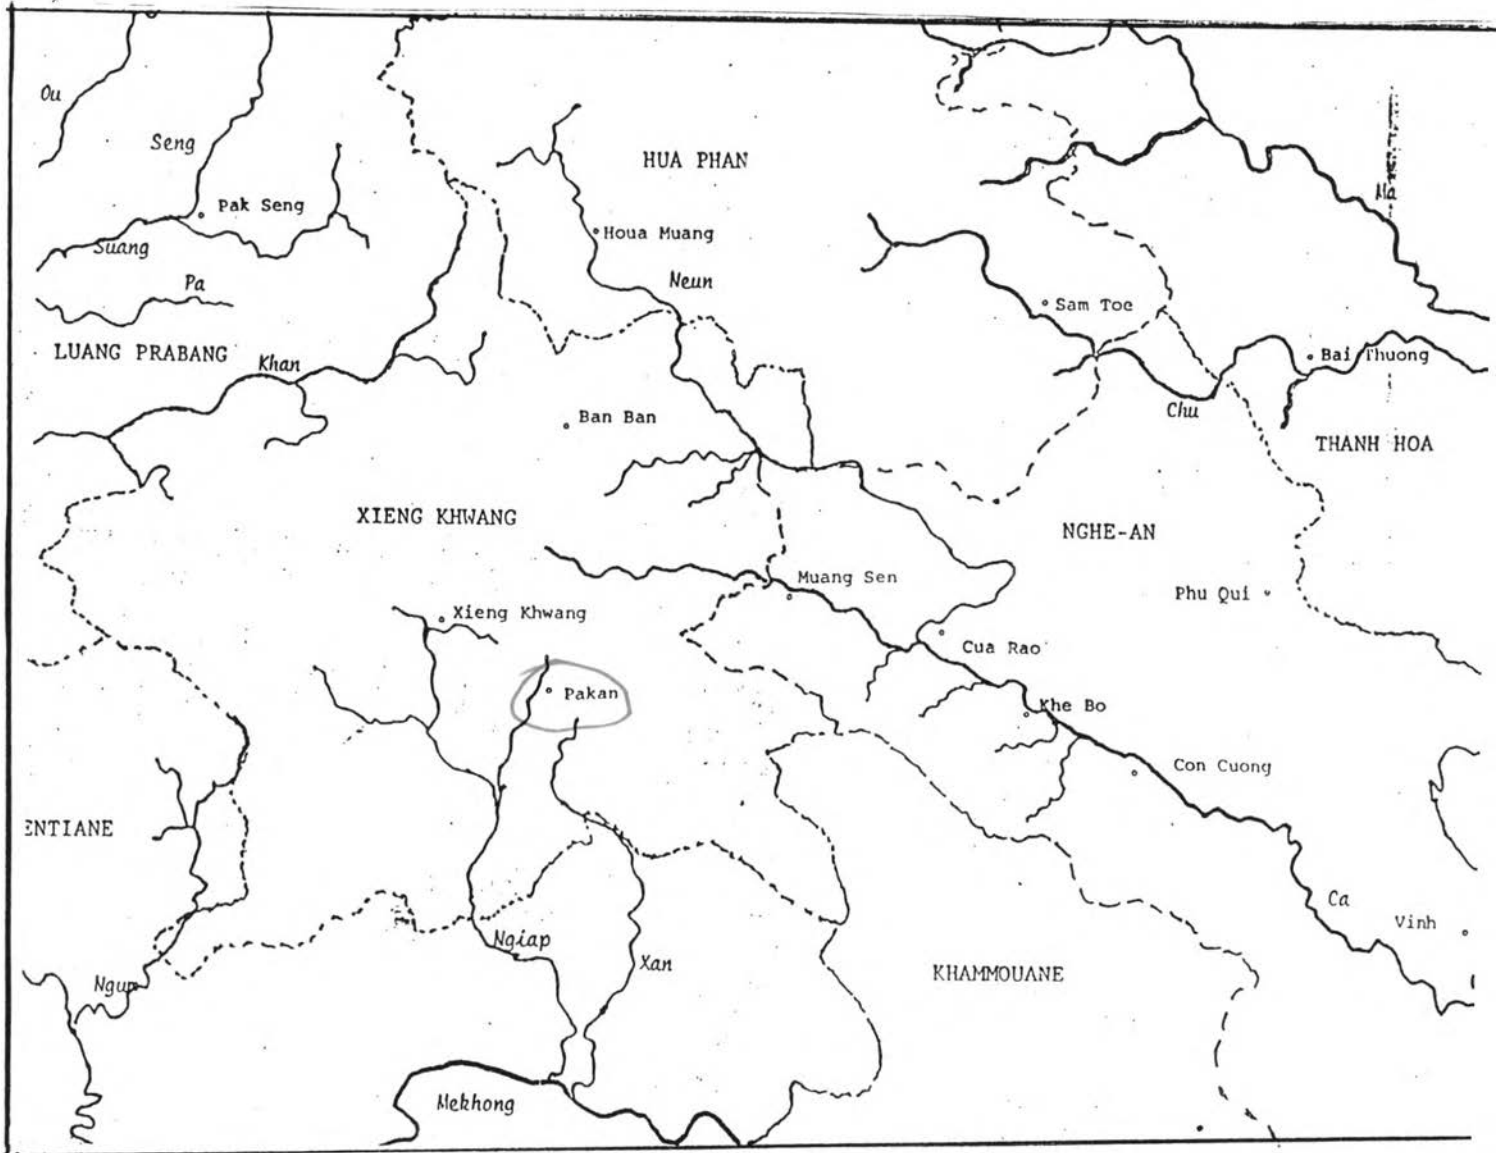 Ou
Seng
HUA PHAN
Ma
Pak Seng
Houa Muang
Suang
Pa
Neun
Sam Toe
LUANG PRABANG
Khan
Bai Thuong
Chu
Ban Ban
THANH HOA
XIENG KHWANG
NGHE-AN
Muang Sen
Phu Qui
Xieng Khwang
Cua Rao
Pakan
Khe Bo
Con Cuong
ENTIANE
Ca
Vinh
Ngiap
Xan
KHAMMOUANE
Ngum
Mekhong